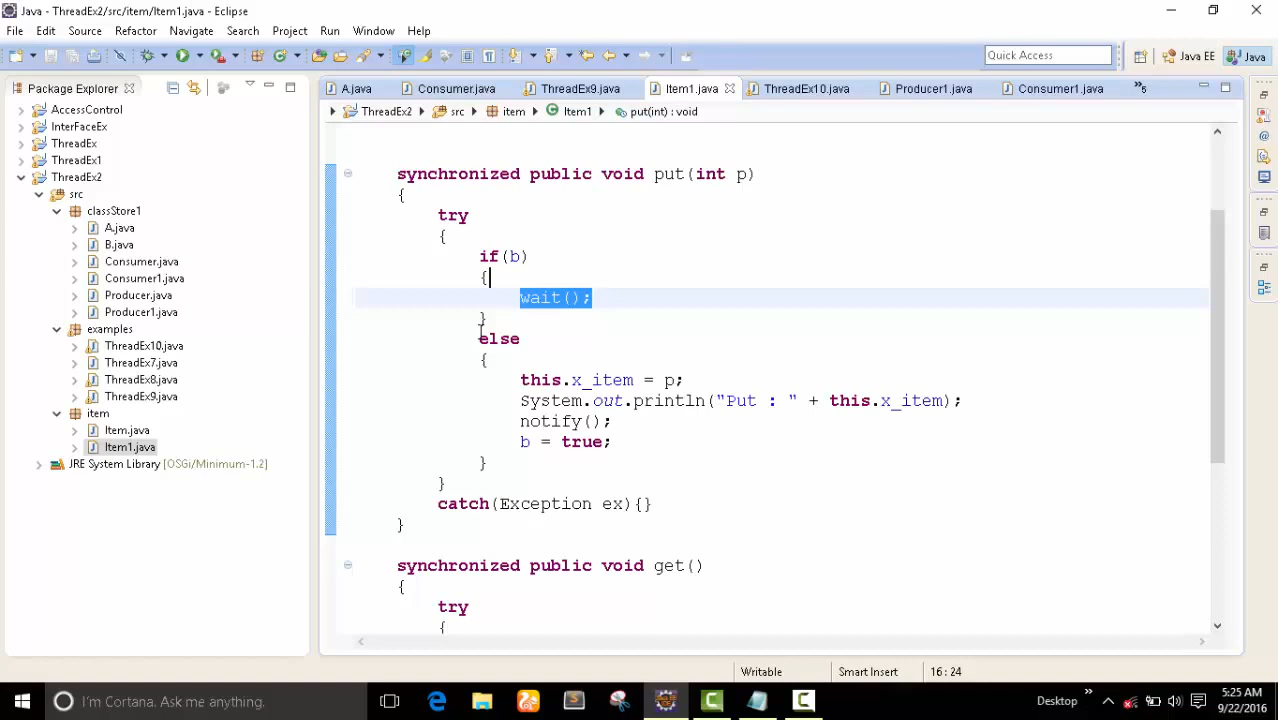 Java - ThreadEx2/src/item/Item1.java - Eclipse
File Edit Source Refactor Navigate Search Project Run Window Help
Quick Access Java EE Java
Package Explorer
A.java Consumer.java ThreadEx9.java Item1.java ThreadEx10.java Producer1.java Consumer1.java »5
ThreadEx2 src item Item1 put(int) : void
AccessControl
InterFaceEx
ThreadEx
ThreadEx1
ThreadEx2
src
classStore1
A.java
B.java
Consumer.java
Consumer1.java
Producer.java
Producer1.java
examples
ThreadEx10.java
ThreadEx7.java
ThreadEx8.java
ThreadEx9.java
item
Item.java
Item1.java
JRE System Library [OSGi/Minimum-1.2]
synchronized public void put(int p)
{
try
{
if(b)
{
wait();
}
else
{
this.x_item = p;
System.out.println("Put : " + this.x_item);
notify();
b = true;
}
}
catch(Exception ex){}
}
synchronized public void get()
{
try
{
Writable Smart Insert 16 : 24
I'm Cortana. Ask me anything.
Desktop »
5:25 AM
9/22/2016